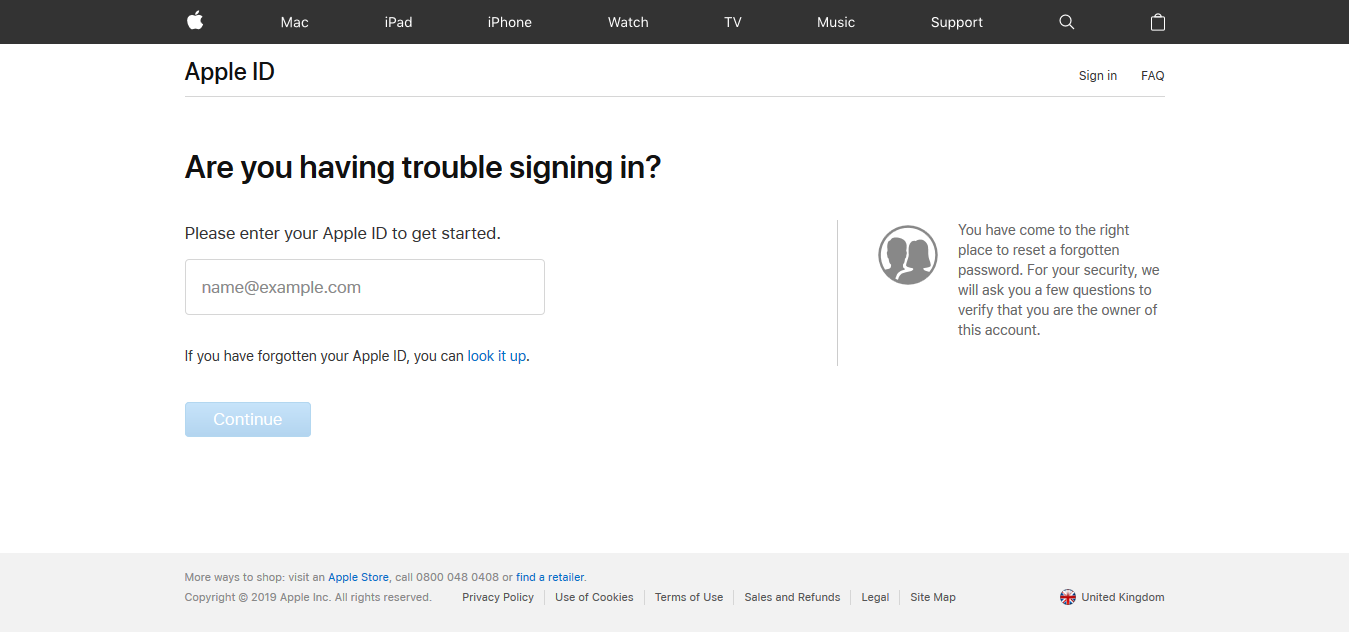 Mac iPad iPhone Watch TV Music Support
Apple ID
Sign in FAQ
Are you having trouble signing in?
Please enter your Apple ID to get started.
name@example.com
If you have forgotten your Apple ID, you can look it up.
Continue
You have come to the right
place to reset a forgotten
password. For your security, we
will ask you a few questions to
verify that you are the owner of
this account.
More ways to shop: visit an Apple Store, call 0800 048 0408 or find a retailer.
Copyright © 2019 Apple Inc. All rights reserved. Privacy Policy Use of Cookies Terms of Use Sales and Refunds Legal Site Map United Kingdom